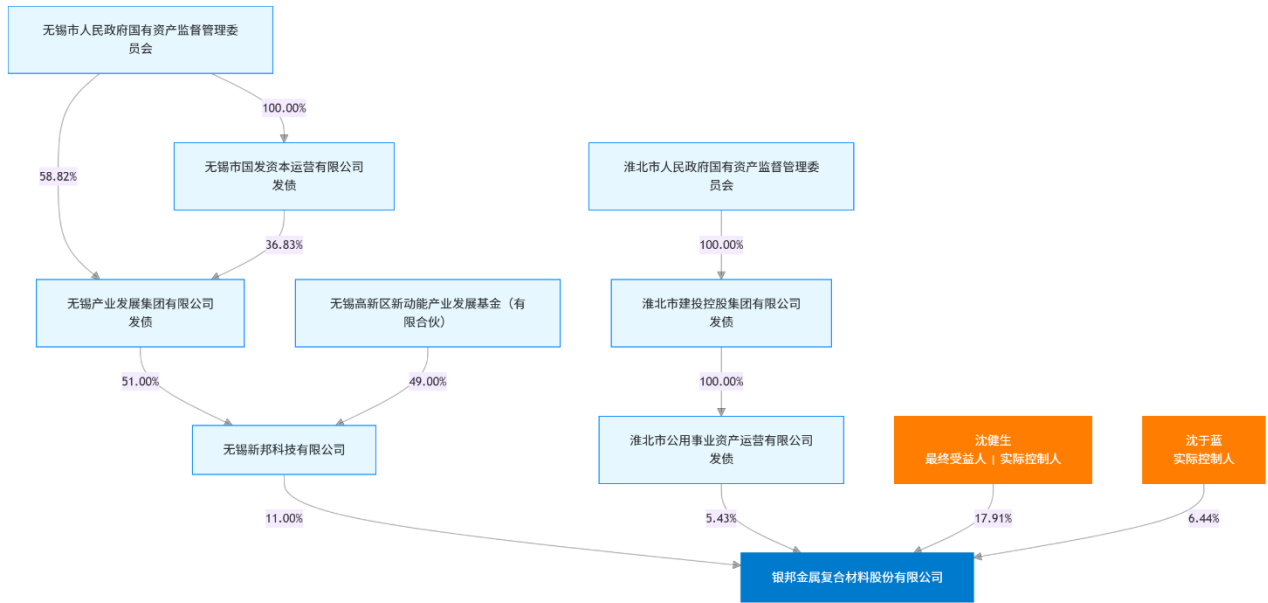 无锡市人民政府国有资产监督管理委
员会
100.00%
无锡市国发资本运营有限公司
发债
淮北市人民政府国有资产监督管理委
员会
58.82%
36.83%
100.00%
无锡产业发展集团有限公司
发债
无锡高新区新动能产业发展基金（有
限合伙）
淮北市建投控股集团有限公司
发债
51.00%
49.00%
100.00%
无锡新邦科技有限公司
淮北市公用事业资产运营有限公司
发债
沈健生
最终受益人 | 实际控制人
沈于蓝
实际控制人
11.00%
5.43%
17.91%
6.44%
银邦金属复合材料股份有限公司